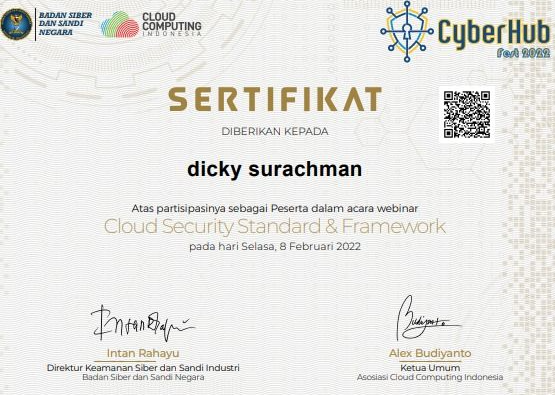 BADAN SIBER
DAN SANDI
NEGARA
CLOUD
COMPUTING
INDONESIA
CyberHub
Fest 2022
SERTIFIKAT
DIBERIKAN KEPADA
dicky surachman
Atas partisipasinya sebagai Peserta dalam acara webinar
Cloud Security Standard & Framework
pada hari Selasa, 8 Februari 2022
Intan Rahayu
Direktur Keamanan Siber dan Sandi Industri
Badan Siber dan Sandi Negara
Budiyanto
Alex Budiyanto
Ketua Umum
Asosiasi Cloud Computing Indonesia